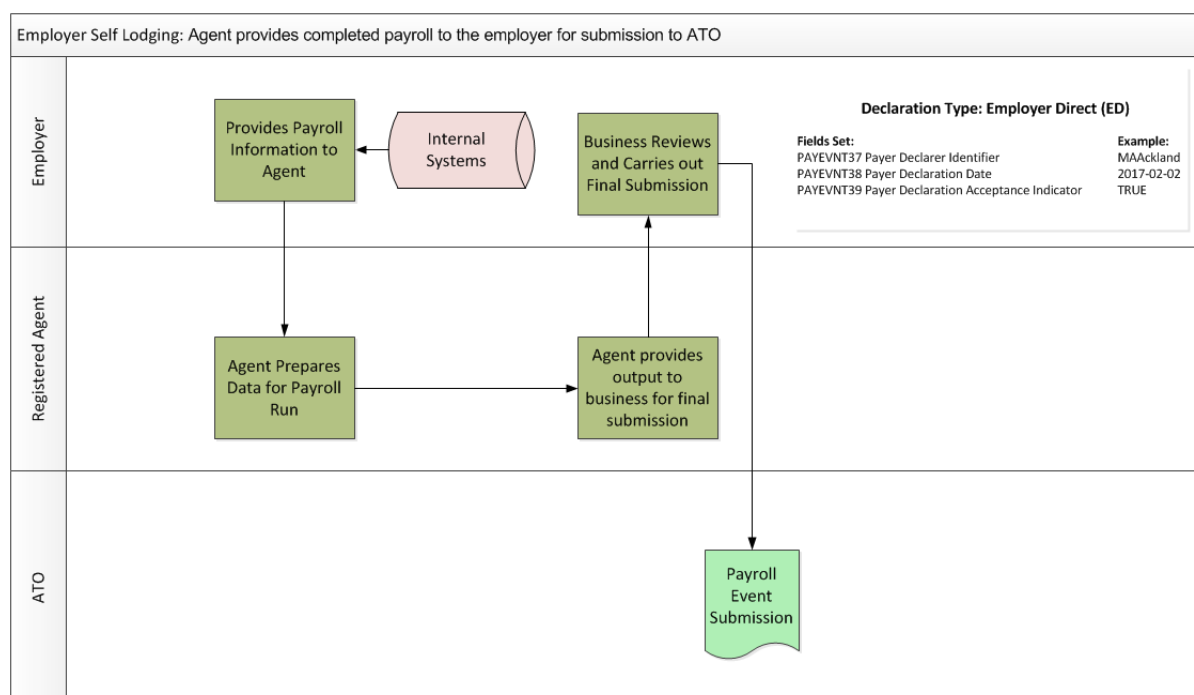 Employer Self Lodging: Agent provides completed payroll to the employer for submission to ATO
Employer
Provides Payroll
Information to
Agent
Internal
Systems
Business Reviews
and Carries out
Final Submission
Declaration Type: Employer Direct (ED)
Fields Set: Example:
PAYEVNT37 Payer Declarer Identifier MAAckland
PAYEVNT38 Payer Declaration Date 2017-02-02
PAYEVNT39 Payer Declaration Acceptance Indicator TRUE
Registered Agent
Agent Prepares
Data for Payroll
Run
Agent provides
output to
business for final
submission
ATO
Payroll
Event
Submission